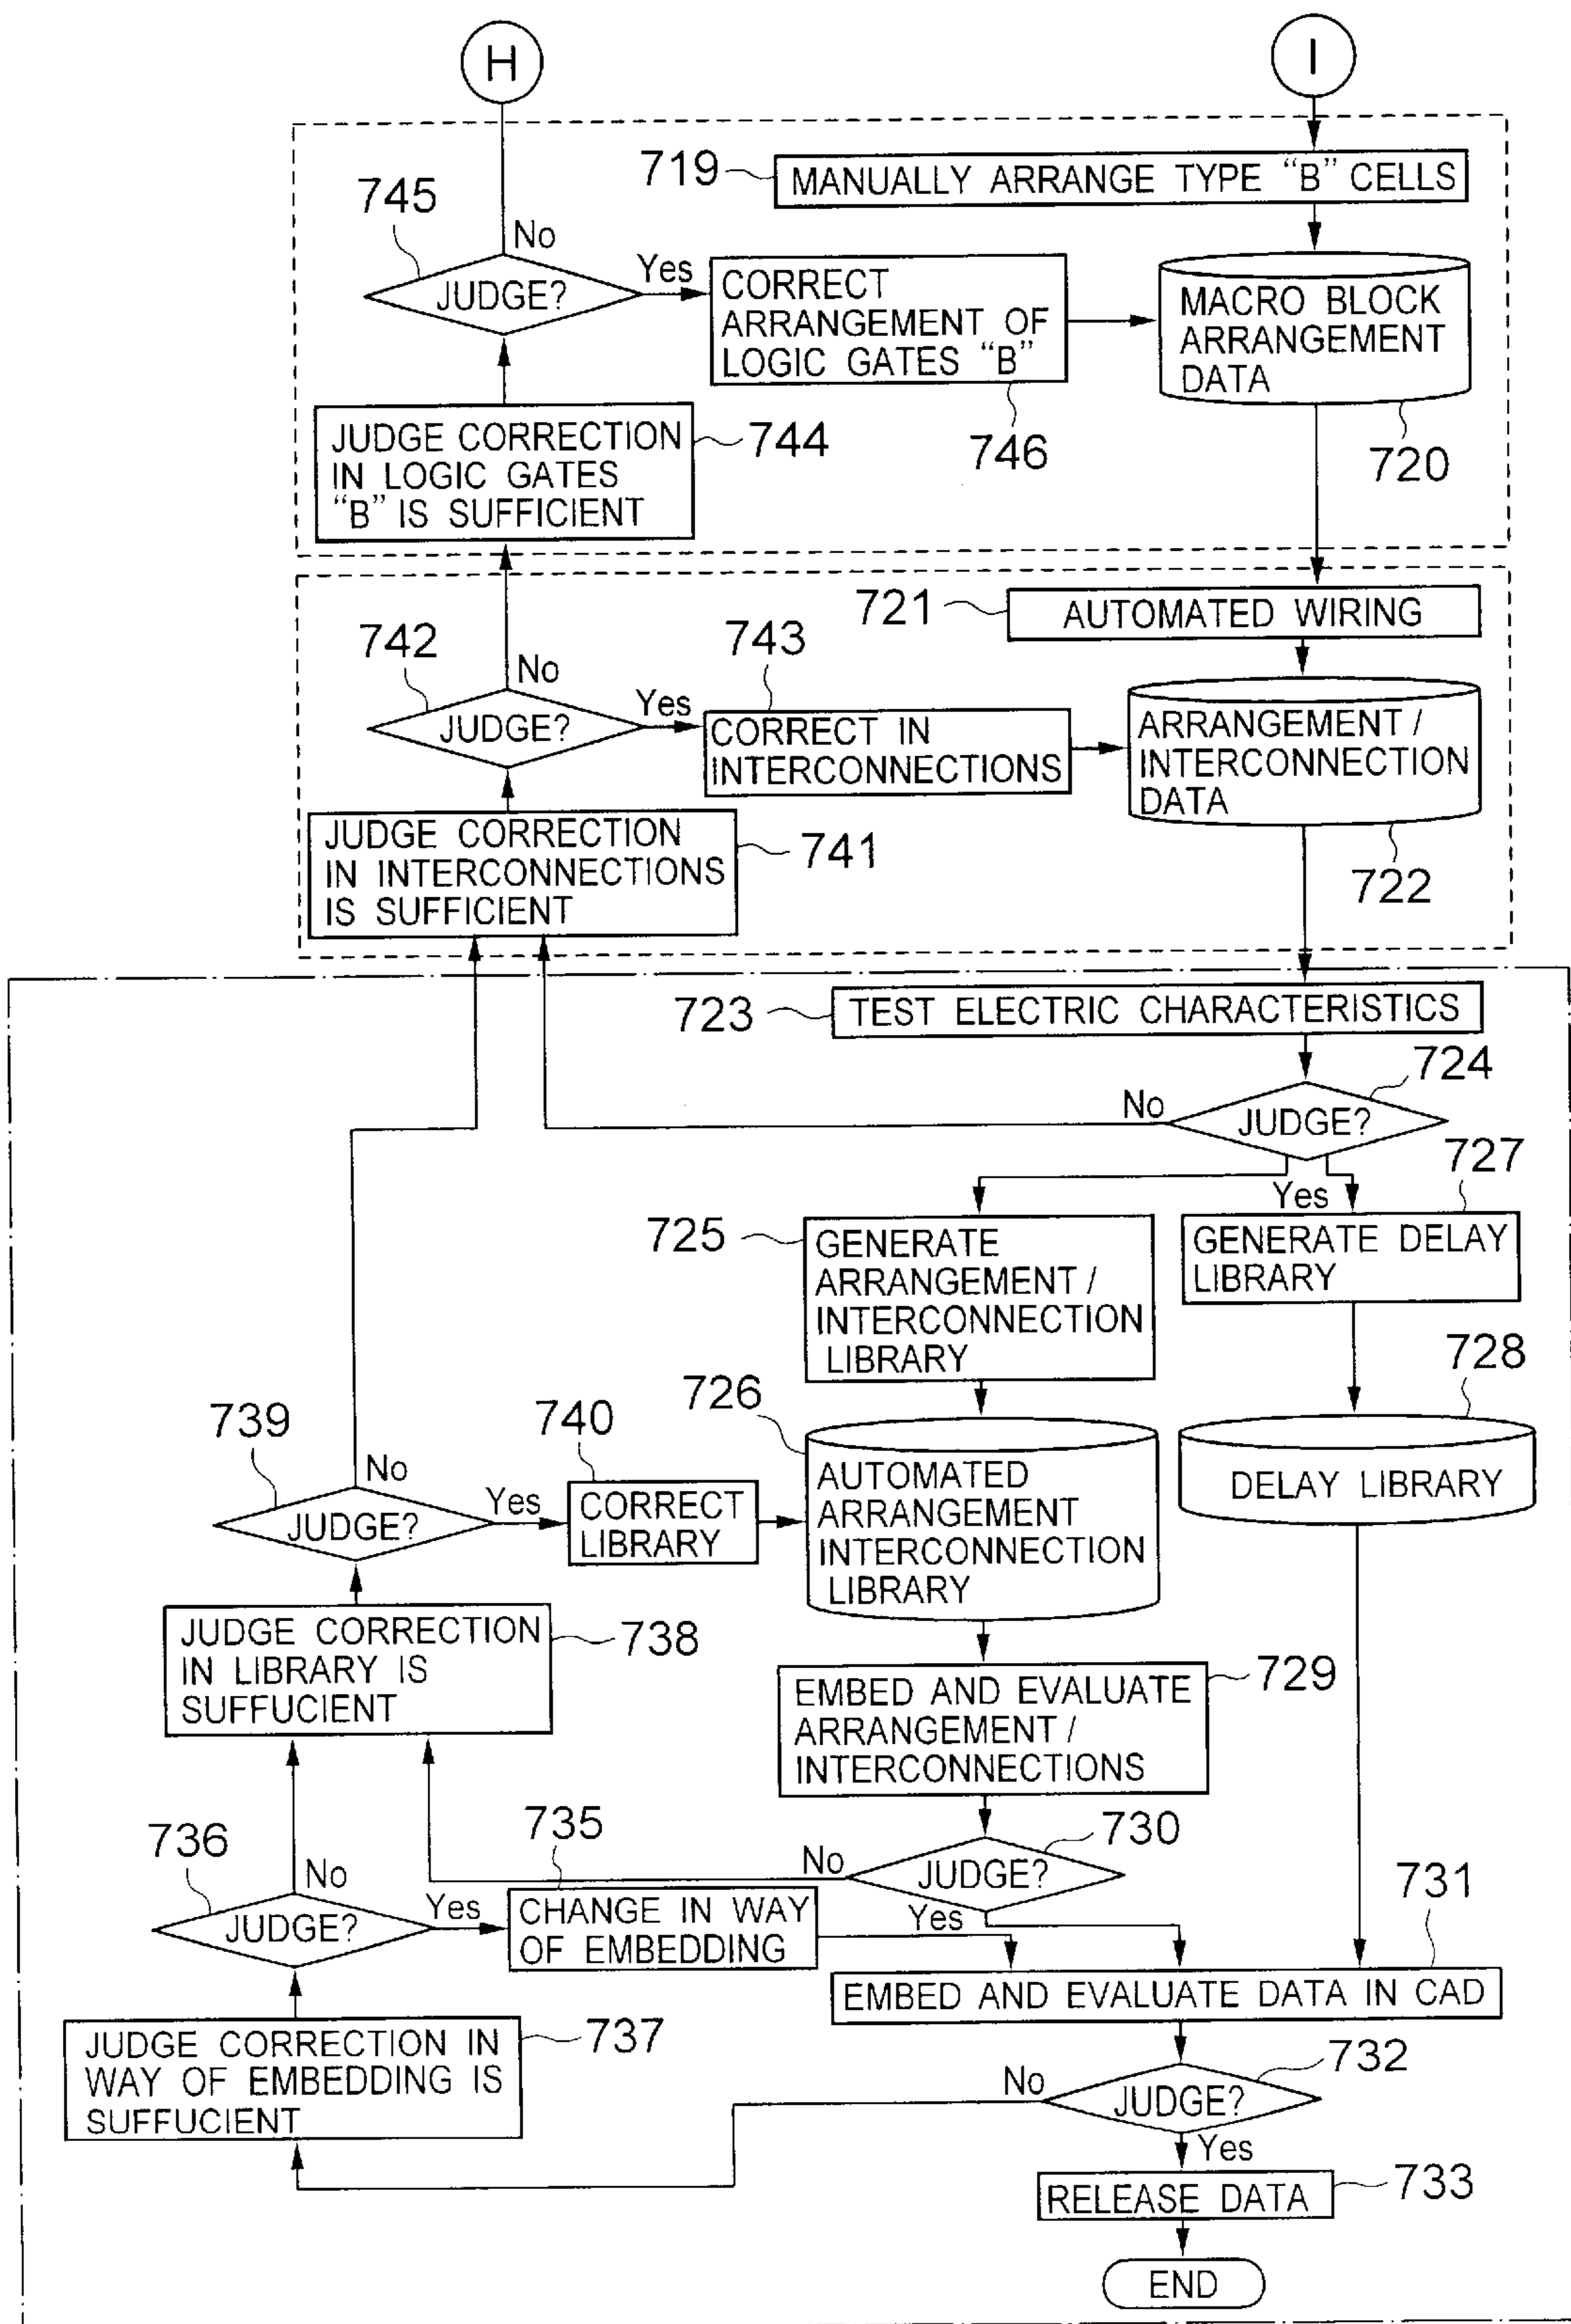 H
I
719
MANUALLY ARRANGE TYPE “B” CELLS
745
No
JUDGE?
Yes
CORRECT
ARRANGEMENT OF
LOGIC GATES “B”
746
MACRO BLOCK
ARRANGEMENT
DATA
720
JUDGE CORRECTION
IN LOGIC GATES
“B” IS SUFFICIENT
744
721
AUTOMATED WIRING
742
No
JUDGE?
Yes
743
CORRECT IN
INTERCONNECTIONS
ARRANGEMENT /
INTERCONNECTION
DATA
722
JUDGE CORRECTION
IN INTERCONNECTIONS
IS SUFFICIENT
741
723
TEST ELECTRIC CHARACTERISTICS
724
No
JUDGE?
Yes
727
725
GENERATE
ARRANGEMENT /
INTERCONNECTION
LIBRARY
GENERATE DELAY
LIBRARY
728
726
AUTOMATED
ARRANGEMENT
INTERCONNECTION
LIBRARY
DELAY LIBRARY
739
No
JUDGE?
Yes
740
CORRECT
LIBRARY
JUDGE CORRECTION
IN LIBRARY IS
SUFFUCIENT
738
EMBED AND EVALUATE
ARRANGEMENT /
INTERCONNECTIONS
729
730
No
JUDGE?
Yes
736
No
JUDGE?
Yes
735
CHANGE IN WAY
OF EMBEDDING
731
EMBED AND EVALUATE DATA IN CAD
JUDGE CORRECTION IN
WAY OF EMBEDDING IS
SUFFUCIENT
737
732
No
JUDGE?
Yes
RELEASE DATA
733
END